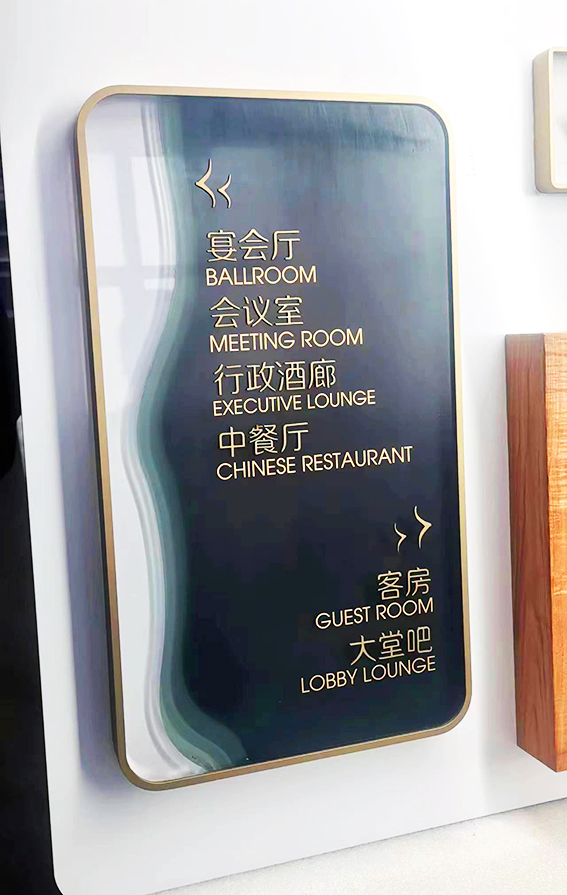 宴会厅
BALLROOM
会议室
MEETING ROOM
行政酒廊
EXECUTIVE LOUNGE
中餐厅
CHINESE RESTAURANT
客房
GUEST ROOM
大堂吧
LOBBY LOUNGE